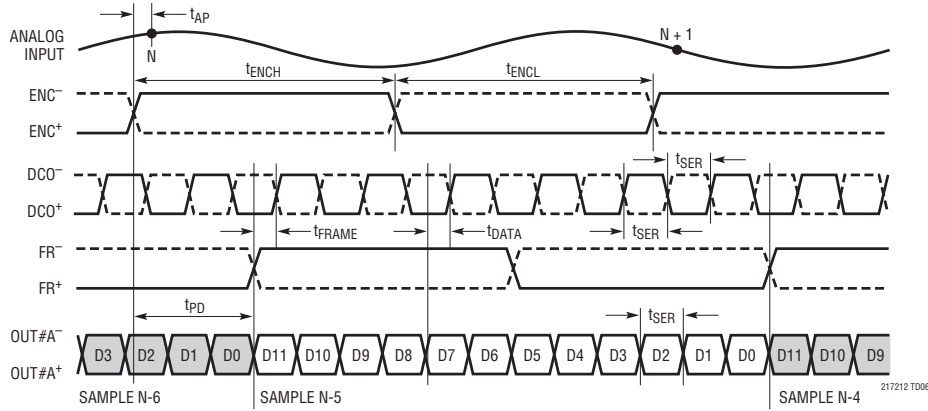 tAP
ANALOG
INPUT
N
N + 1
tENCH
tENCL
ENC–
ENC+
tSER
DCO–
DCO+
tFRAME
tDATA
tSER
FR–
FR+
tPD
tSER
OUT#A–
D3 D2 D1 D0 D11 D10 D9 D8 D7 D6 D5 D4 D3 D2 D1 D0 D11 D10 D9
OUT#A+
SAMPLE N-6
SAMPLE N-5
SAMPLE N-4
217212 TD06